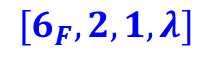 [6_F, 2, 1, λ]